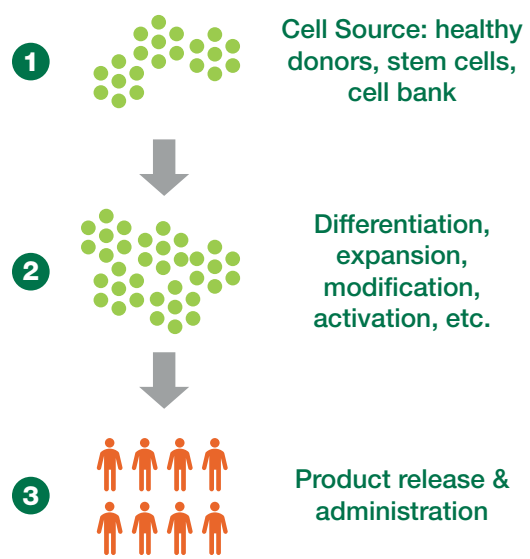 1
Cell Source: healthy
donors, stem cells,
cell bank
2
Differentiation,
expansion,
modification,
activation, etc.
3
Product release &
administration